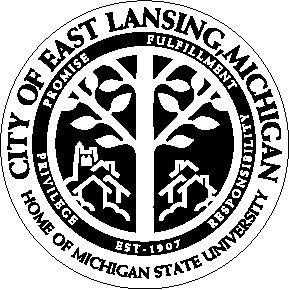 CITY OF EAST LANSING, MICHIGAN
HOME OF MICHIGAN STATE UNIVERSITY
PRIVILEGE
PROMISE
FULFILLMENT
RESPONSIBILITY
EST-1907